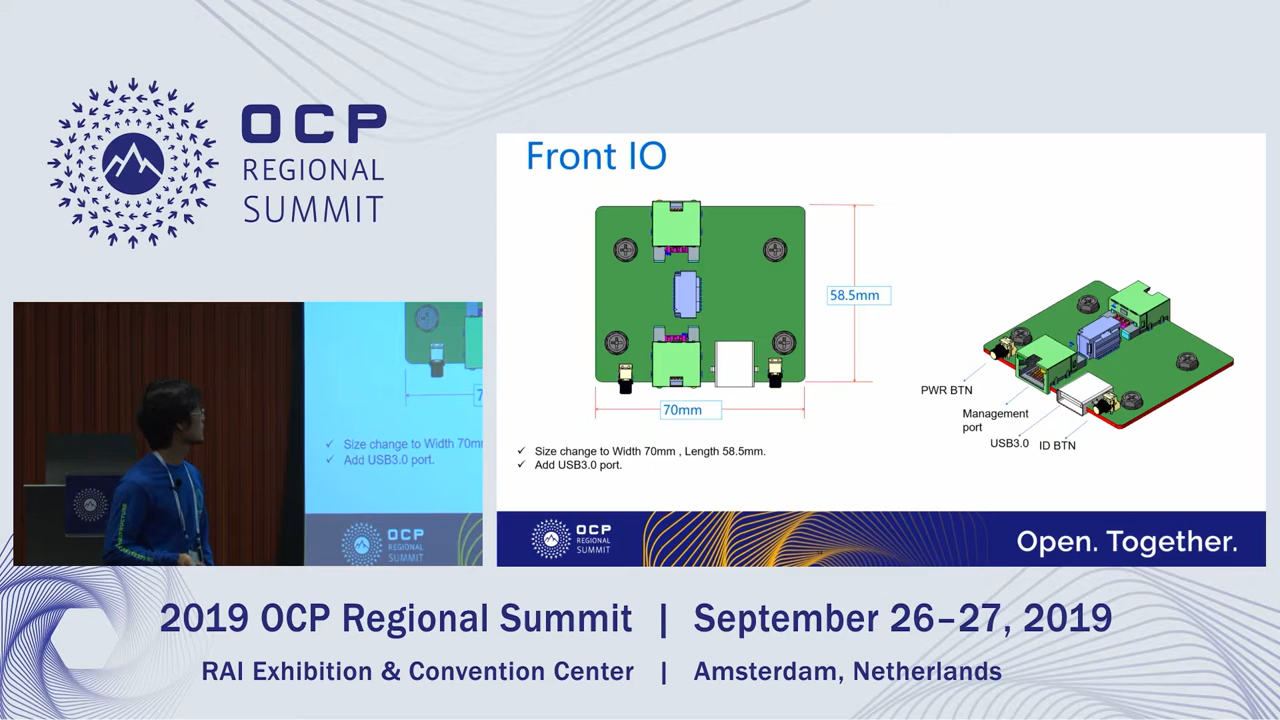 OCP
REGIONAL
SUMMIT
Front IO
58.5mm
70mm
PWR BTN
Management
port
USB3.0
ID BTN
✓ Size change to Width 70mm , Length 58.5mm.
✓ Add USB3.0 port.
✓ Size change to Width 70m
✓ Add USB3.0 port.
OCP
REGIONAL
SUMMIT
OCP
REGIONAL
SUMMIT
Open. Together.
2019 OCP Regional Summit | September 26–27, 2019
RAI Exhibition & Convention Center | Amsterdam, Netherlands